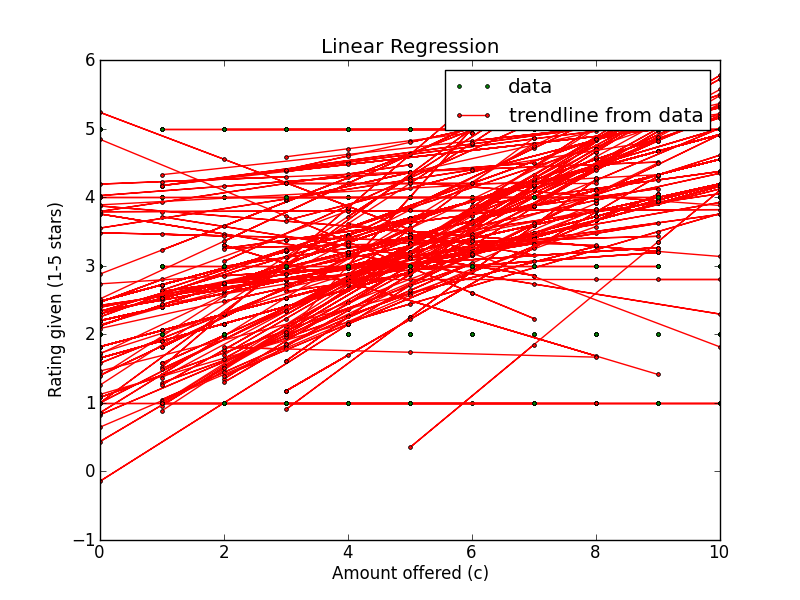 Linear Regression
data
trendline from data
6
5
4
3
2
1
0
−1
Rating given (1-5 stars)
0 2 4 6 8 10
Amount offered (c)